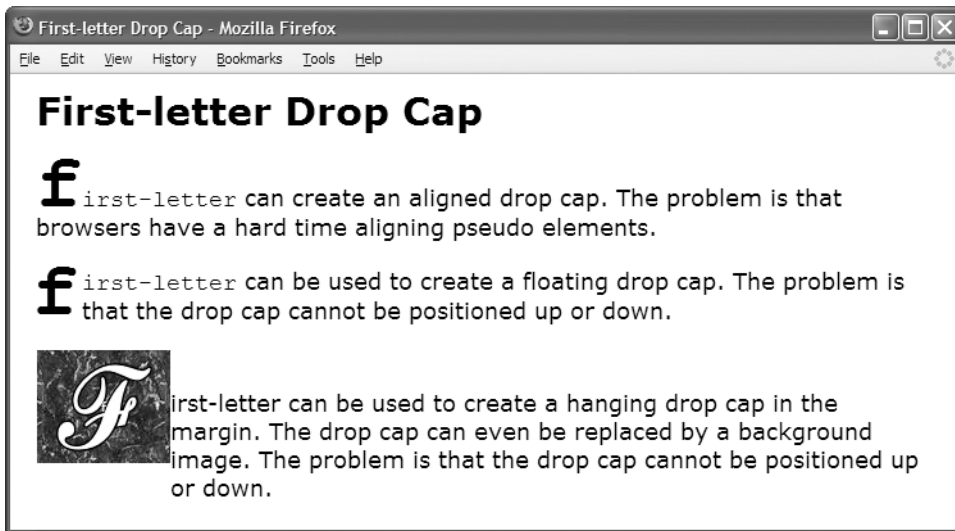 First-letter Drop Cap - Mozilla Firefox
File Edit View History Bookmarks Tools Help
First-letter Drop Cap
first-letter can create an aligned drop cap. The problem is that
browsers have a hard time aligning pseudo elements.
first-letter can be used to create a floating drop cap. The problem is
that the drop cap cannot be positioned up or down.
First-letter can be used to create a hanging drop cap in the
margin. The drop cap can even be replaced by a background
image. The problem is that the drop cap cannot be positioned up
or down.